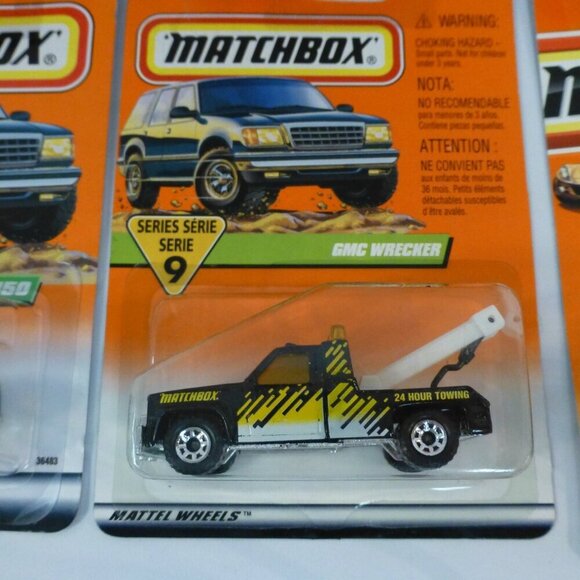 OX®
MATCHBOX®
⚠ WARNING:
CHOKING HAZARD –
Small parts. Not for children
under 3 years.
NOTA:
NO RECOMENDABLE
para menores de 3 años.
Contiene piezas pequeñas.
ATTENTION :
NE CONVIENT PAS
aux enfants de moins de
36 mois. Petits éléments
détachables susceptibles
d'être avalés.
SERIES SÉRIE
SERIE
9
GMC WRECKER
50
MATCHBOX
24 HOUR TOWING
36483
MATTEL WHEELS™